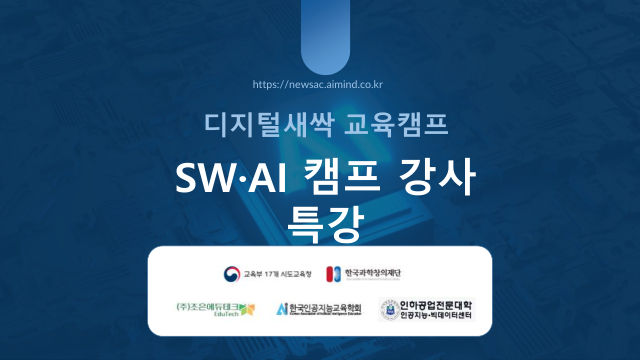 https://newsac.aimind.co.kr
디지털새싹 교육캠프
SW·AI 캠프 강사
특강
교육부 17개 시도교육청 한국과학창의재단
(주)조은에듀테크 EduTech 한국인공지능교육학회 인하공업전문대학
인공지능·빅데이터센터